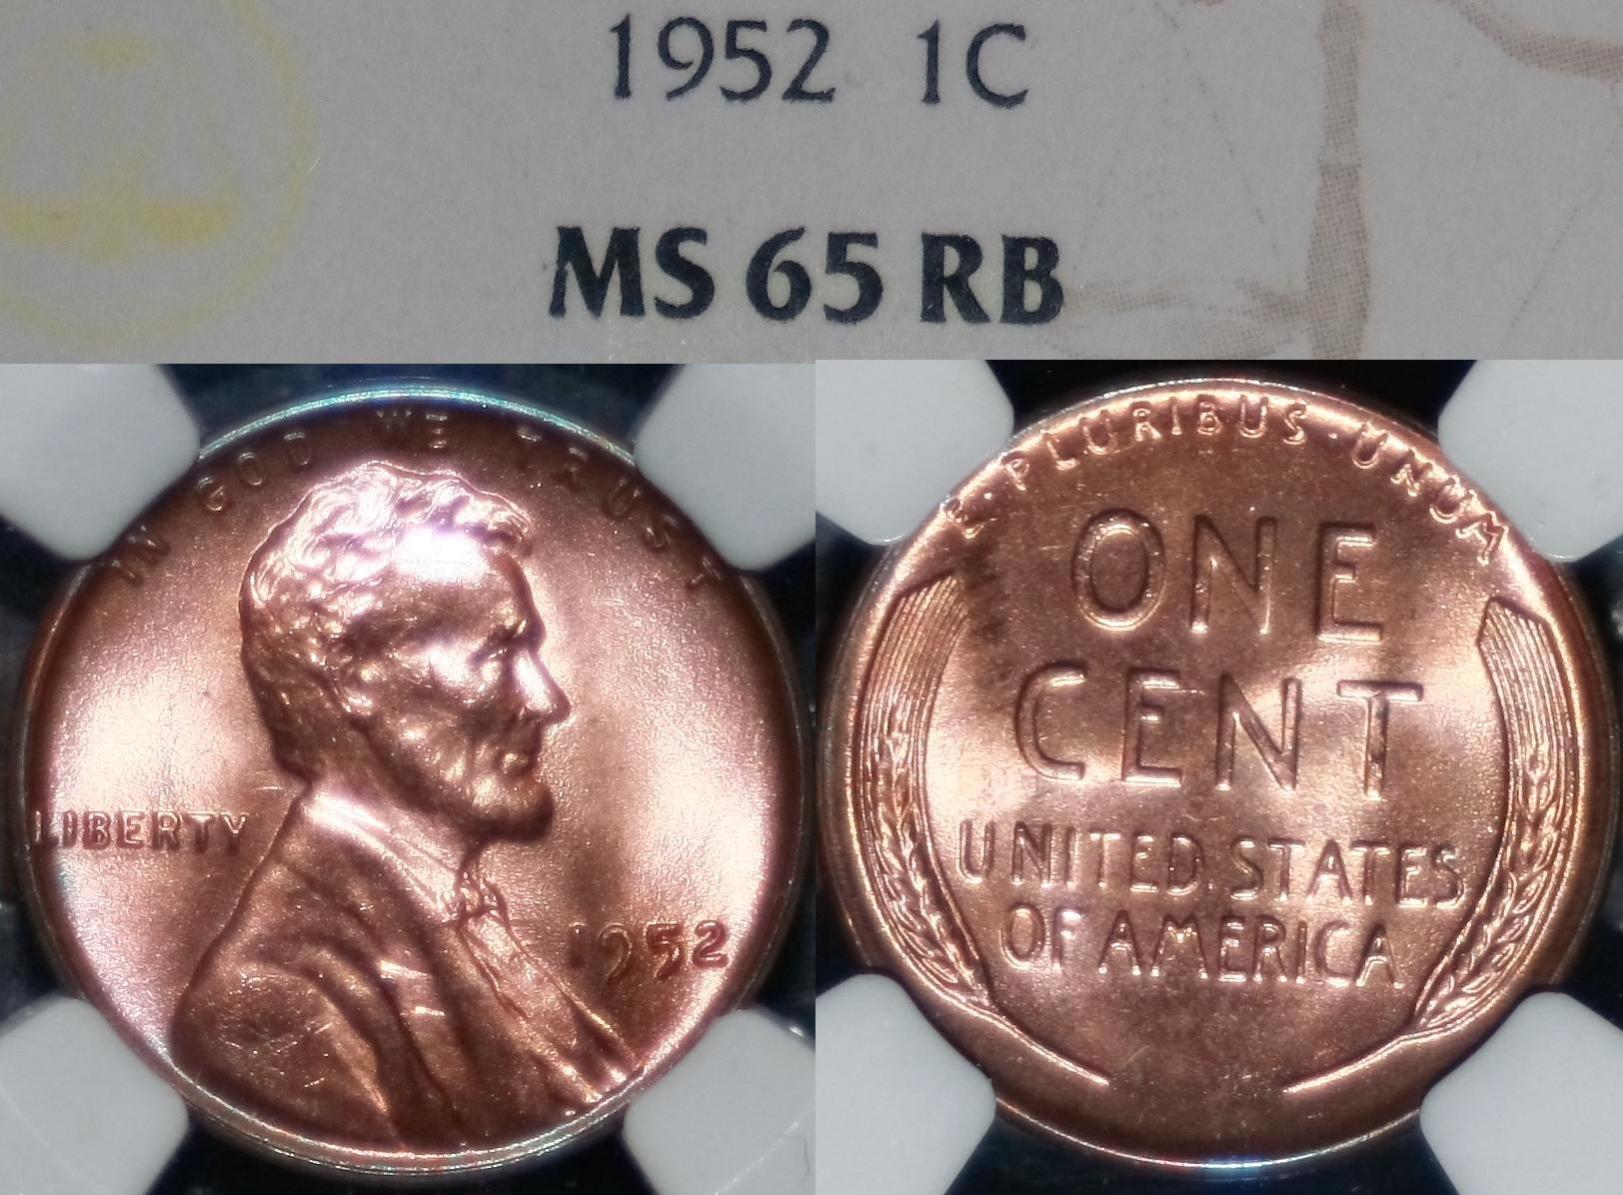 1952 1C
MS 65 RB
IN GOD WE TRUST
LIBERTY
1952
E·PLURIBUS·UNUM
ONE
CENT
UNITED STATES
OF AMERICA